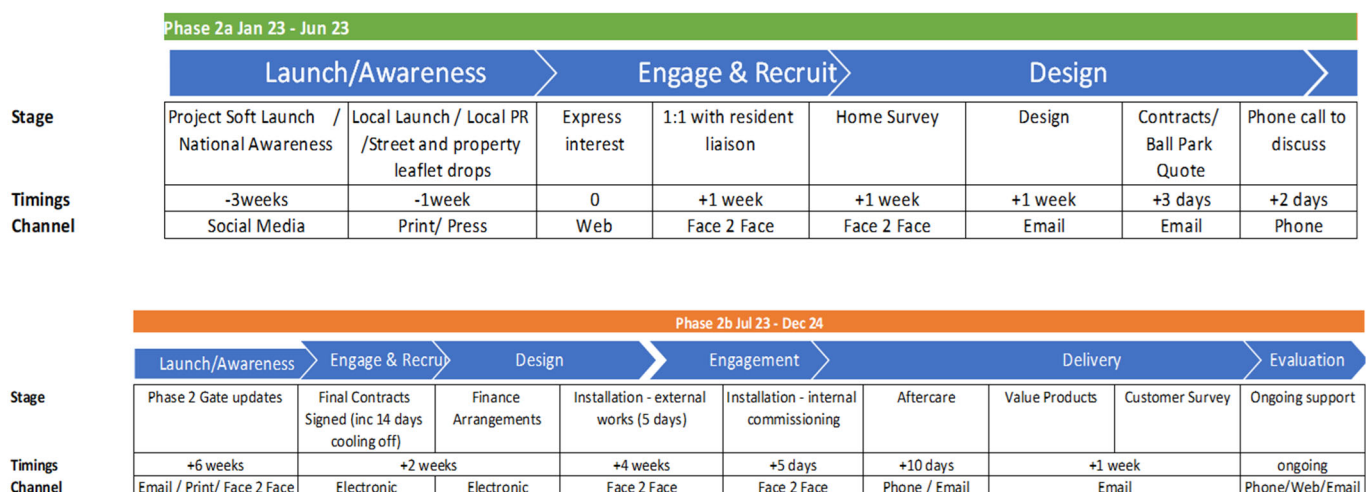 Phase 2a Jan 23 - Jun 23
Launch/Awareness Engage & Recruit Design
Stage
Project Soft Launch /
National Awareness
Local Launch / Local PR
/Street and property
leaflet drops
Express
interest
1:1 with resident
liaison
Home Survey
Design
Contracts/
Ball Park
Quote
Phone call to
discuss
Timings -3weeks -1week 0 +1 week +1 week +1 week +3 days +2 days
Channel Social Media Print/ Press Web Face 2 Face Face 2 Face Email Email Phone
Phase 2b Jul 23 - Dec 24
Launch/Awareness Engage & Recru Design Engagement Delivery Evaluation
Stage
Phase 2 Gate updates
Final Contracts
Signed (inc 14 days
cooling off)
Finance
Arrangements
Installation - external
works (5 days)
Installation - internal
commissioning
Aftercare
Value Products
Customer Survey
Ongoing support
Timings +6 weeks +2 weeks +4 weeks +5 days +10 days +1 week ongoing
Channel Email / Print/ Face 2 Face Electronic Electronic Face 2 Face Face 2 Face Phone / Email Email Phone/Web/Email